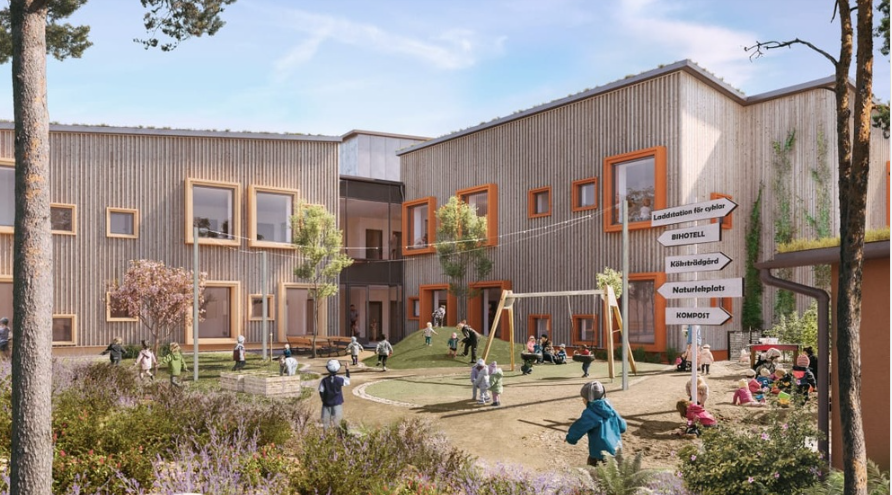 Laddstation för cyklar
BIHOTELL
Köksträdgård
Naturlekplats
KOMPOST